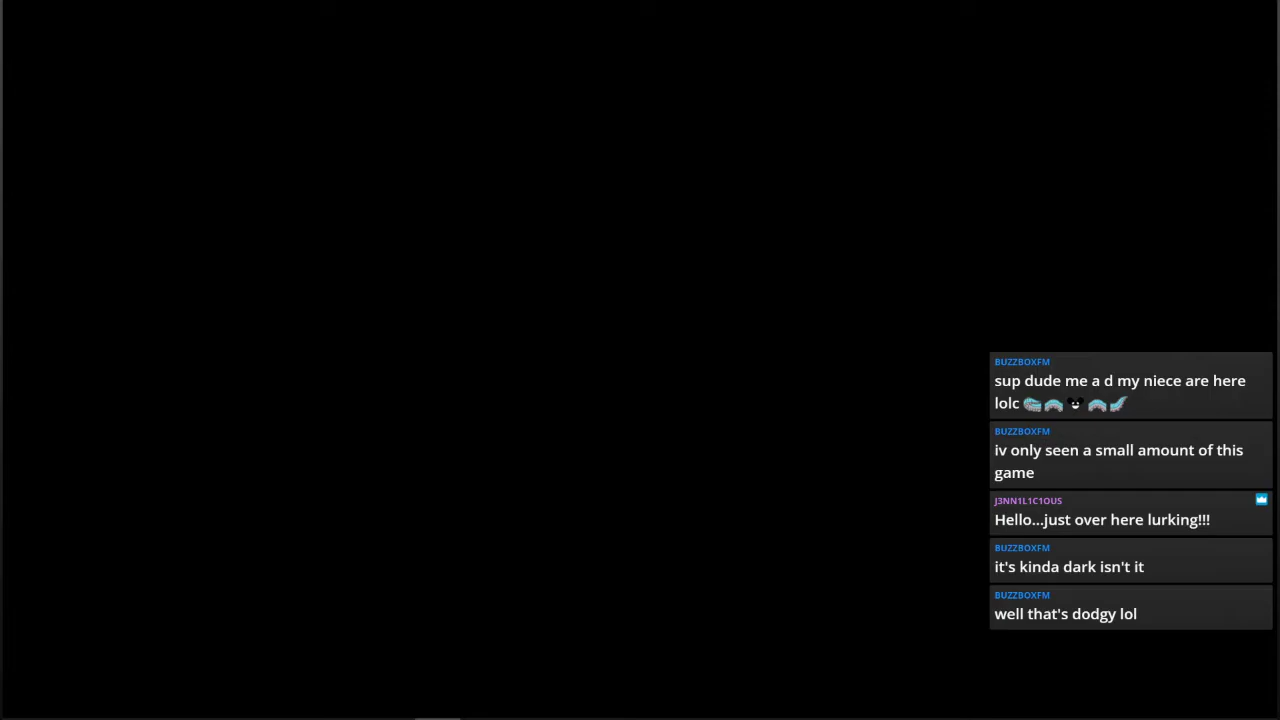 BUZZBOXFM
sup dude me a d my niece are here
lolc
BUZZBOXFM
iv only seen a small amount of this
game
J3NN1L1C1OUS
Hello...just over here lurking!!!
BUZZBOXFM
it's kinda dark isn't it
BUZZBOXFM
well that's dodgy lol